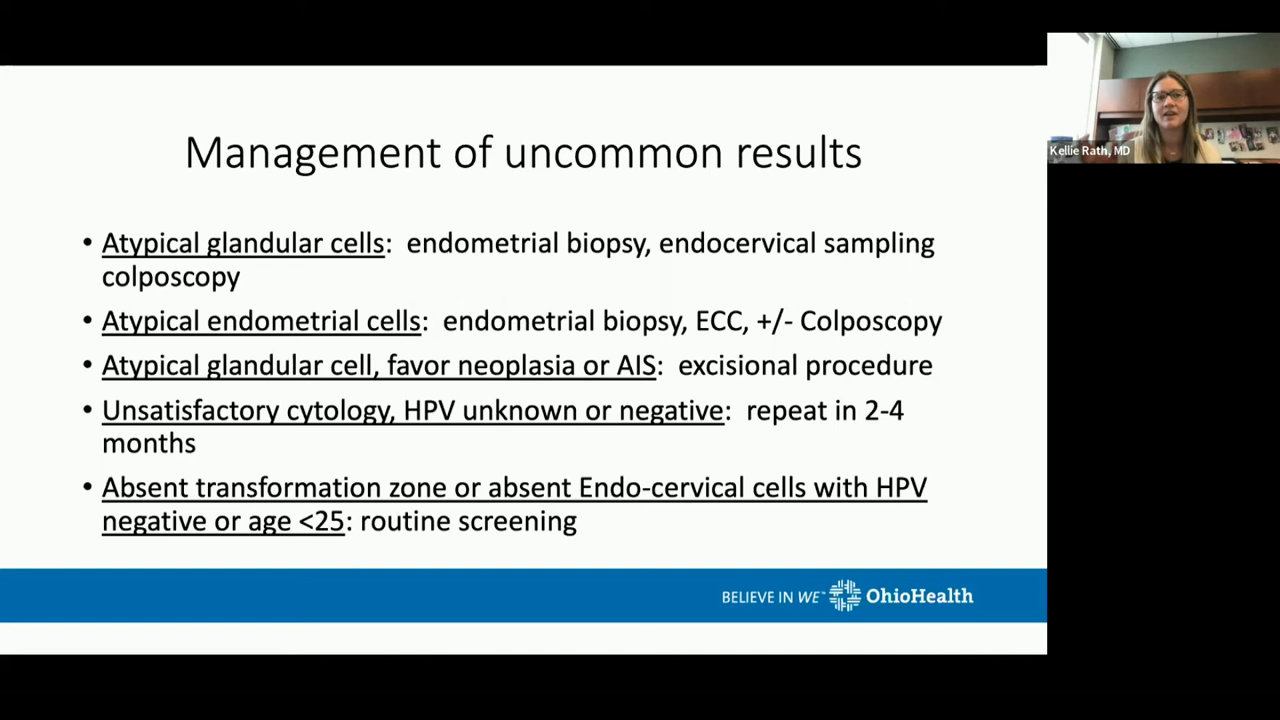 Management of uncommon results
• Atypical glandular cells: endometrial biopsy, endocervical sampling
colposcopy
• Atypical endometrial cells: endometrial biopsy, ECC, +/- Colposcopy
• Atypical glandular cell, favor neoplasia or AIS: excisional procedure
• Unsatisfactory cytology, HPV unknown or negative: repeat in 2-4
months
• Absent transformation zone or absent Endo-cervical cells with HPV
negative or age <25: routine screening
BELIEVE IN WE™ OhioHealth
Kellie Rath, MD